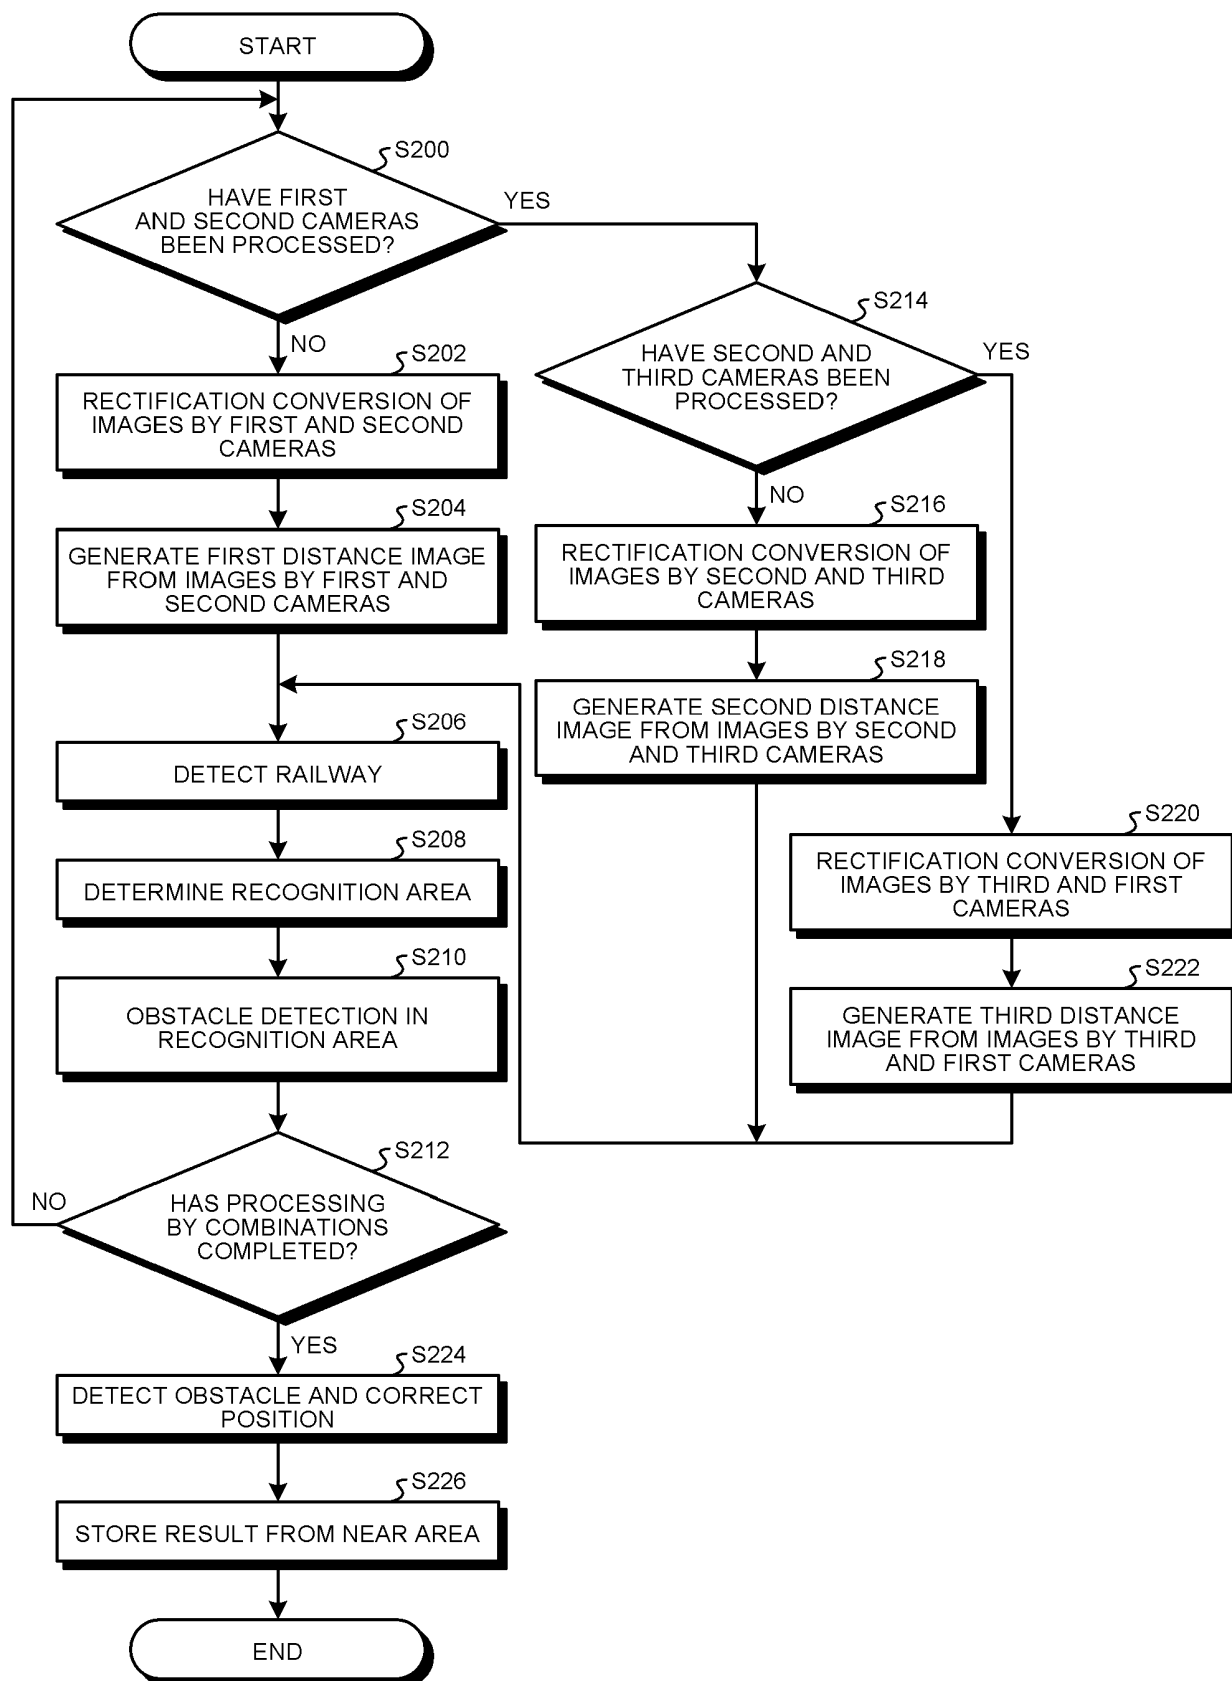 START
S200
HAVE FIRST
AND SECOND CAMERAS
BEEN PROCESSED?
YES
NO
S202
RECTIFICATION CONVERSION OF
IMAGES BY FIRST AND SECOND
CAMERAS
S204
GENERATE FIRST DISTANCE IMAGE
FROM IMAGES BY FIRST AND
SECOND CAMERAS
S206
DETECT RAILWAY
S208
DETERMINE RECOGNITION AREA
S210
OBSTACLE DETECTION IN
RECOGNITION AREA
S212
HAS PROCESSING
BY COMBINATIONS
COMPLETED?
NO
YES
S214
HAVE SECOND AND
THIRD CAMERAS BEEN
PROCESSED?
YES
NO
S216
RECTIFICATION CONVERSION OF
IMAGES BY SECOND AND THIRD
CAMERAS
S218
GENERATE SECOND DISTANCE
IMAGE FROM IMAGES BY SECOND
AND THIRD CAMERAS
S220
RECTIFICATION CONVERSION OF
IMAGES BY THIRD AND FIRST
CAMERAS
S222
GENERATE THIRD DISTANCE
IMAGE FROM IMAGES BY THIRD
AND FIRST CAMERAS
S224
DETECT OBSTACLE AND CORRECT
POSITION
S226
STORE RESULT FROM NEAR AREA
END